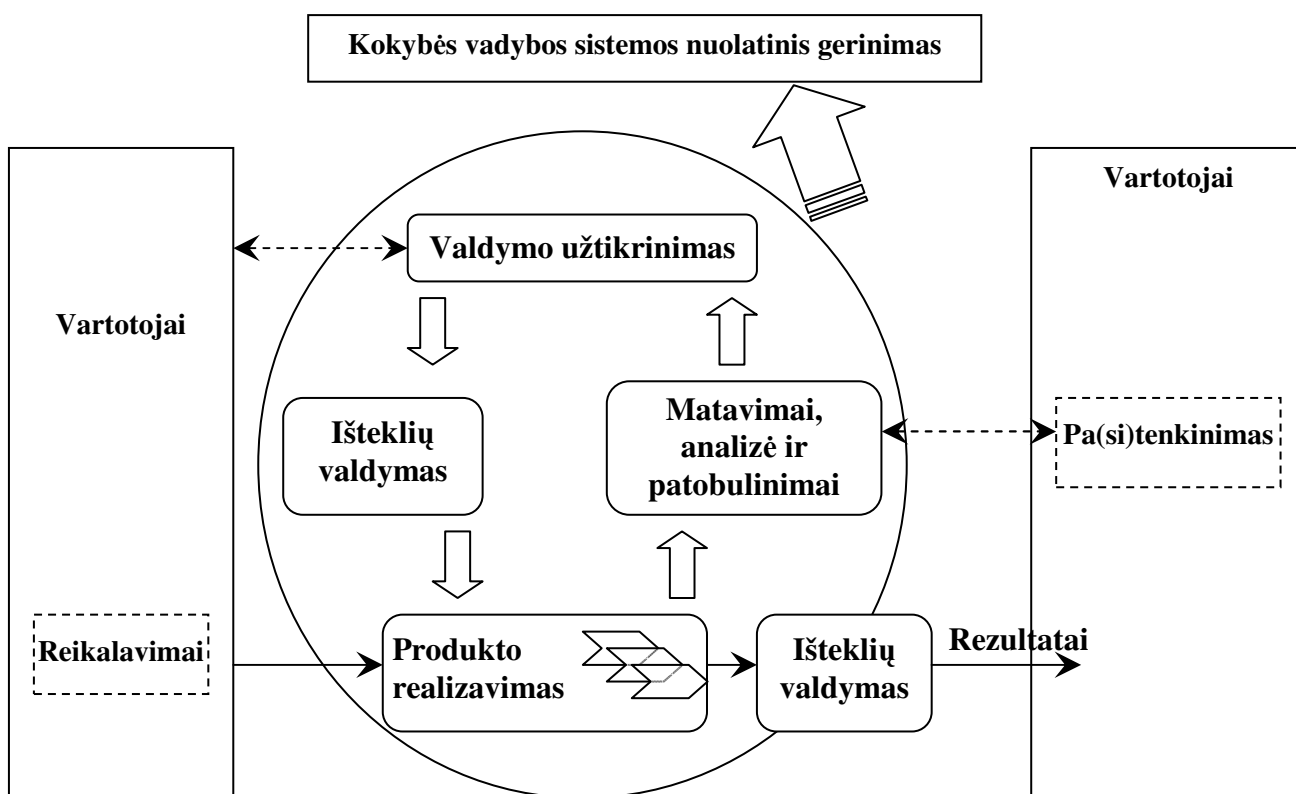 Kokybės vadybos sistemos nuolatinis gerinimas
Vartotojai
Valdymo užtikrinimas
Vartotojai
Išteklių
valdymas
Matavimai,
analizė ir
patobulinimai
Pa(si)tenkinimas
Reikalavimai
Produkto
realizavimas
Išteklių
valdymas
Rezultatai